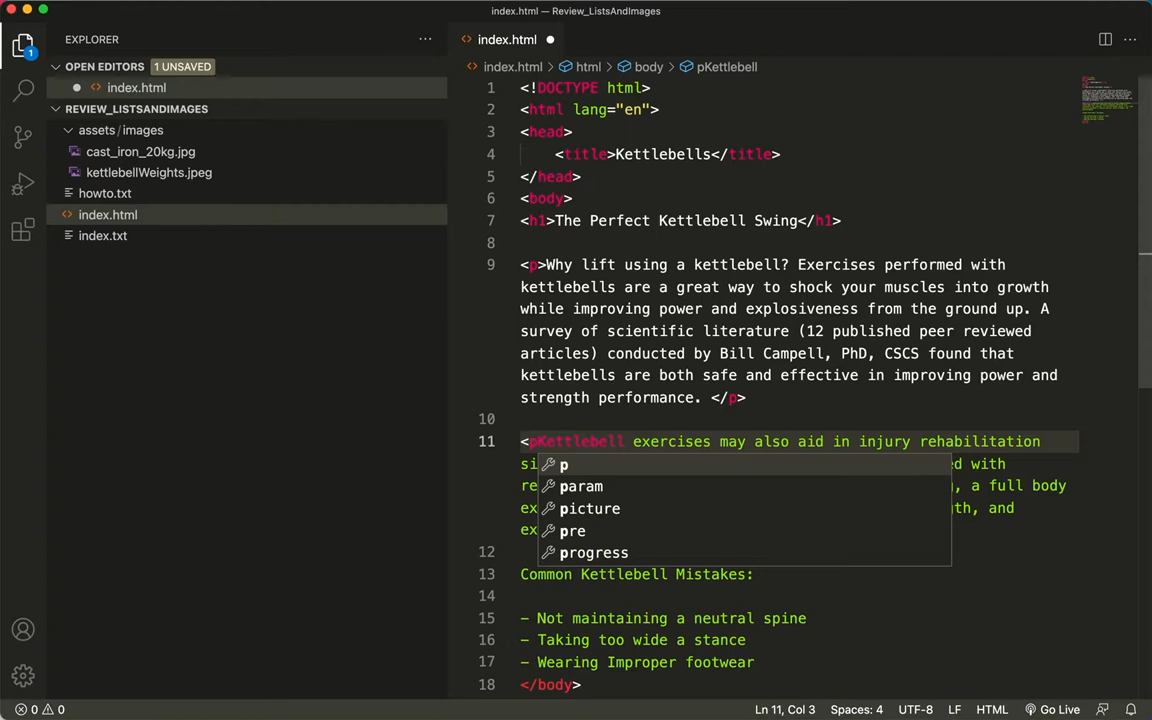 index.html — Review_ListsAndImages
EXPLORER
index.html
OPEN EDITORS 1 UNSAVED
index.html
REVIEW_LISTSANDIMAGES
assets/images
cast_iron_20kg.jpg
kettlebellWeights.jpeg
howto.txt
index.html
index.txt
index.html > html > body > pKettlebell
1 <!DOCTYPE html>
2 <html lang="en">
3 <head>
4 <title>Kettlebells</title>
5 </head>
6 <body>
7 <h1>The Perfect Kettlebell Swing</h1>
8
9 <p>Why lift using a kettlebell? Exercises performed with
kettlebells are a great way to shock your muscles into growth
while improving power and explosiveness from the ground up. A
survey of scientific literature (12 published peer reviewed
articles) conducted by Bill Campell, PhD, CSCS found that
kettlebells are both safe and effective in improving power and
strength performance. </p>
10
11 <pKettlebell exercises may also aid in injury rehabilitation
p
param
picture
pre
progress
with
, a full body
and
12
13 Common Kettlebell Mistakes:
14
15 - Not maintaining a neutral spine
16 - Taking too wide a stance
17 - Wearing Improper footwear
18 </body>
1
0 0
Ln 11, Col 3 Spaces: 4 UTF-8 LF HTML Go Live